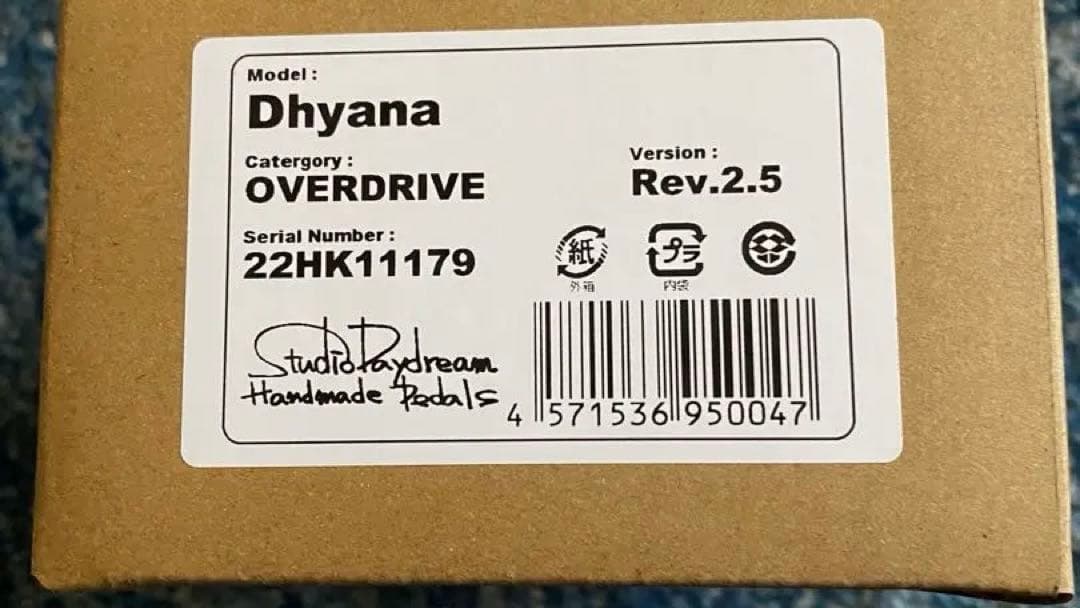 Model :
Dhyana
Catergory :
OVERDRIVE
Version :
Rev.2.5
Serial Number :
22HK11179
紙
外箱
プラ
内袋
StudioDaydream
Handmade Pedals
4 571536 950047